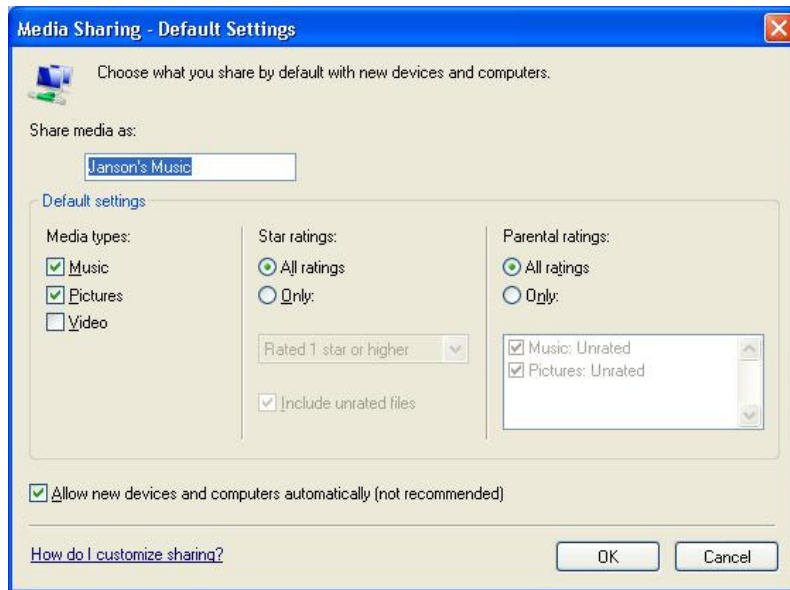 Media Sharing - Default Settings
Choose what you share by default with new devices and computers.
Share media as:
Janson's Music
Default settings
Media types:
Music
Pictures
Video
Star ratings:
All ratings
Only:
Rated 1 star or higher
Include unrated files
Parental ratings:
All ratings
Only:
Music: Unrated
Pictures: Unrated
Allow new devices and computers automatically (not recommended)
How do I customize sharing?
OK
Cancel